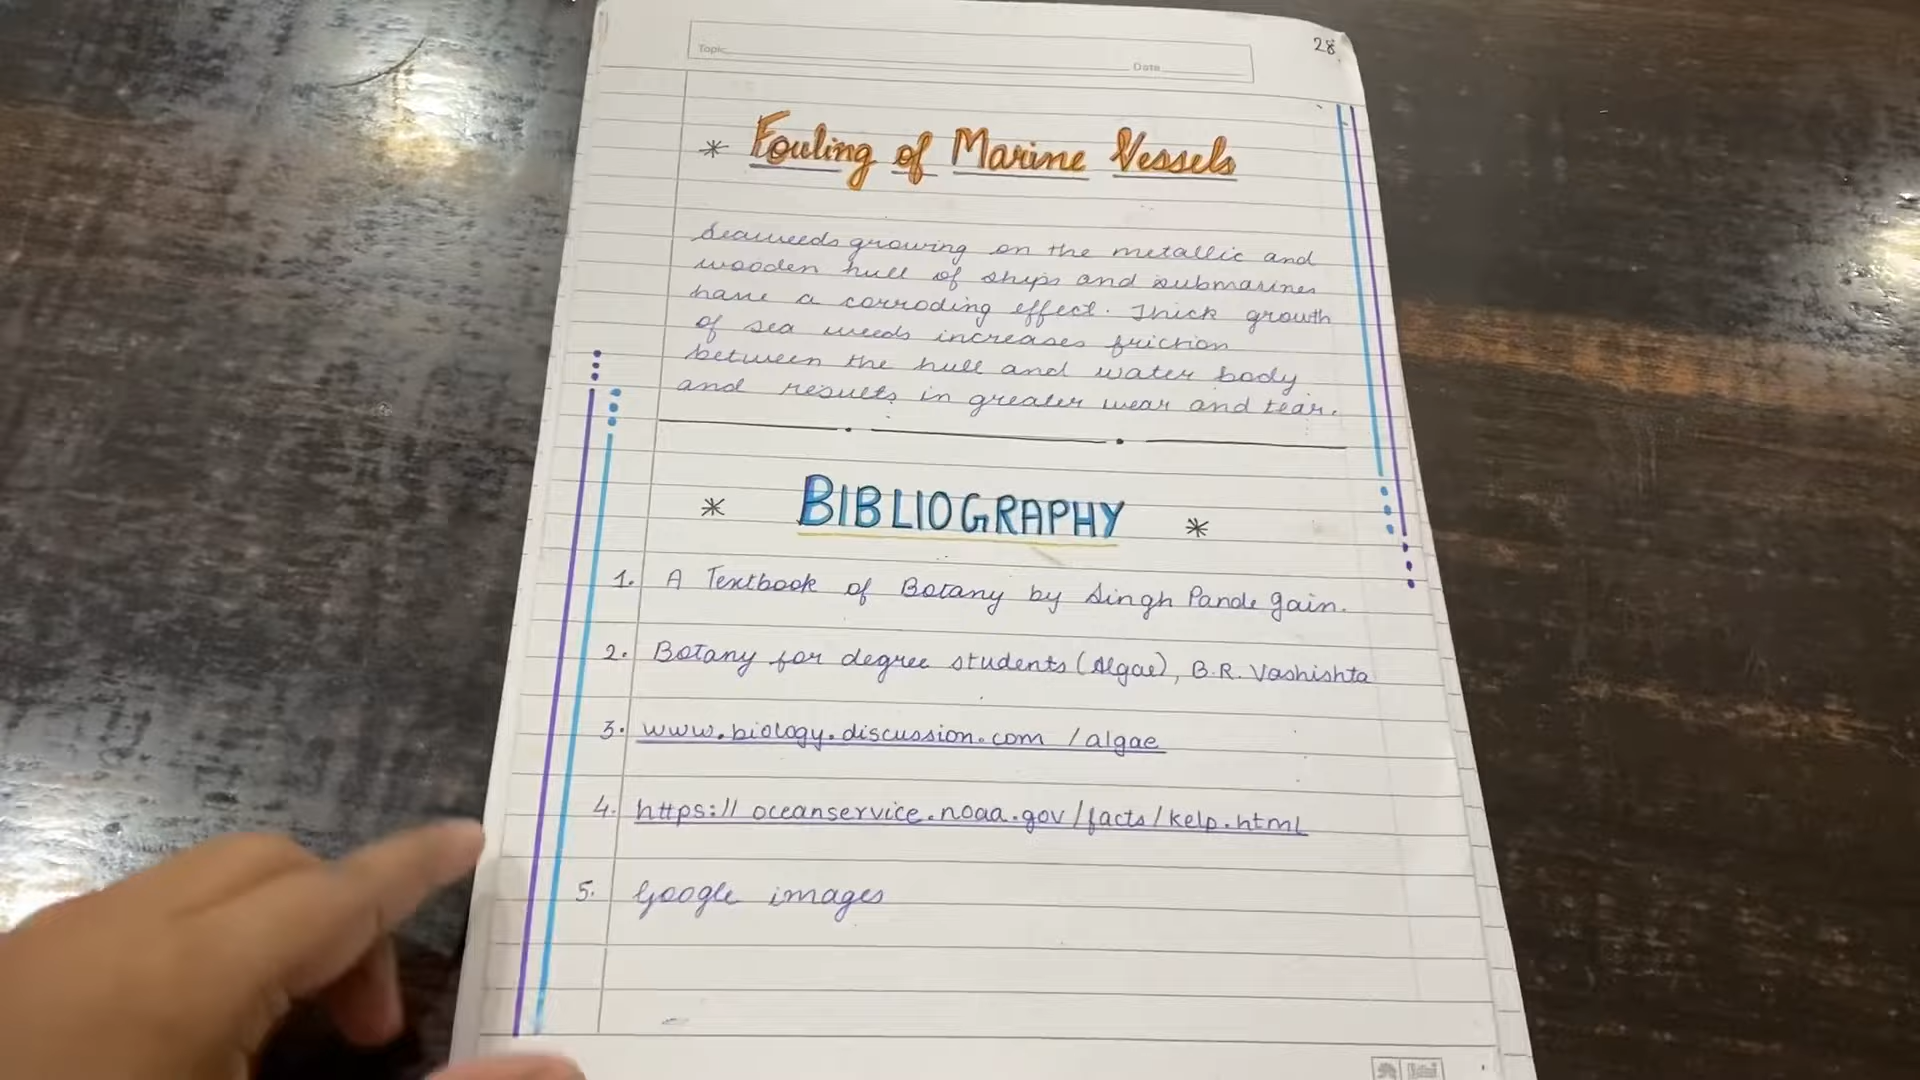 28
Topic
Date
* Fouling of Marine Vessels
Seaweeds growing on the metallic and
wooden hull of ships and submarines
have a corroding effect. Thick growth
of sea weeds increases friction
between the hull and water body
and results in greater wear and tear.
* BIBLIOGRAPHY *
1. A Textbook of Botany by Singh Pande Jain.
2. Botany for degree students (Algae), B.R. Vashishta
3. www.biology.discussion.com /algae
4. https:// oceanservice.noaa.gov/facts/kelp.html
5. Google images